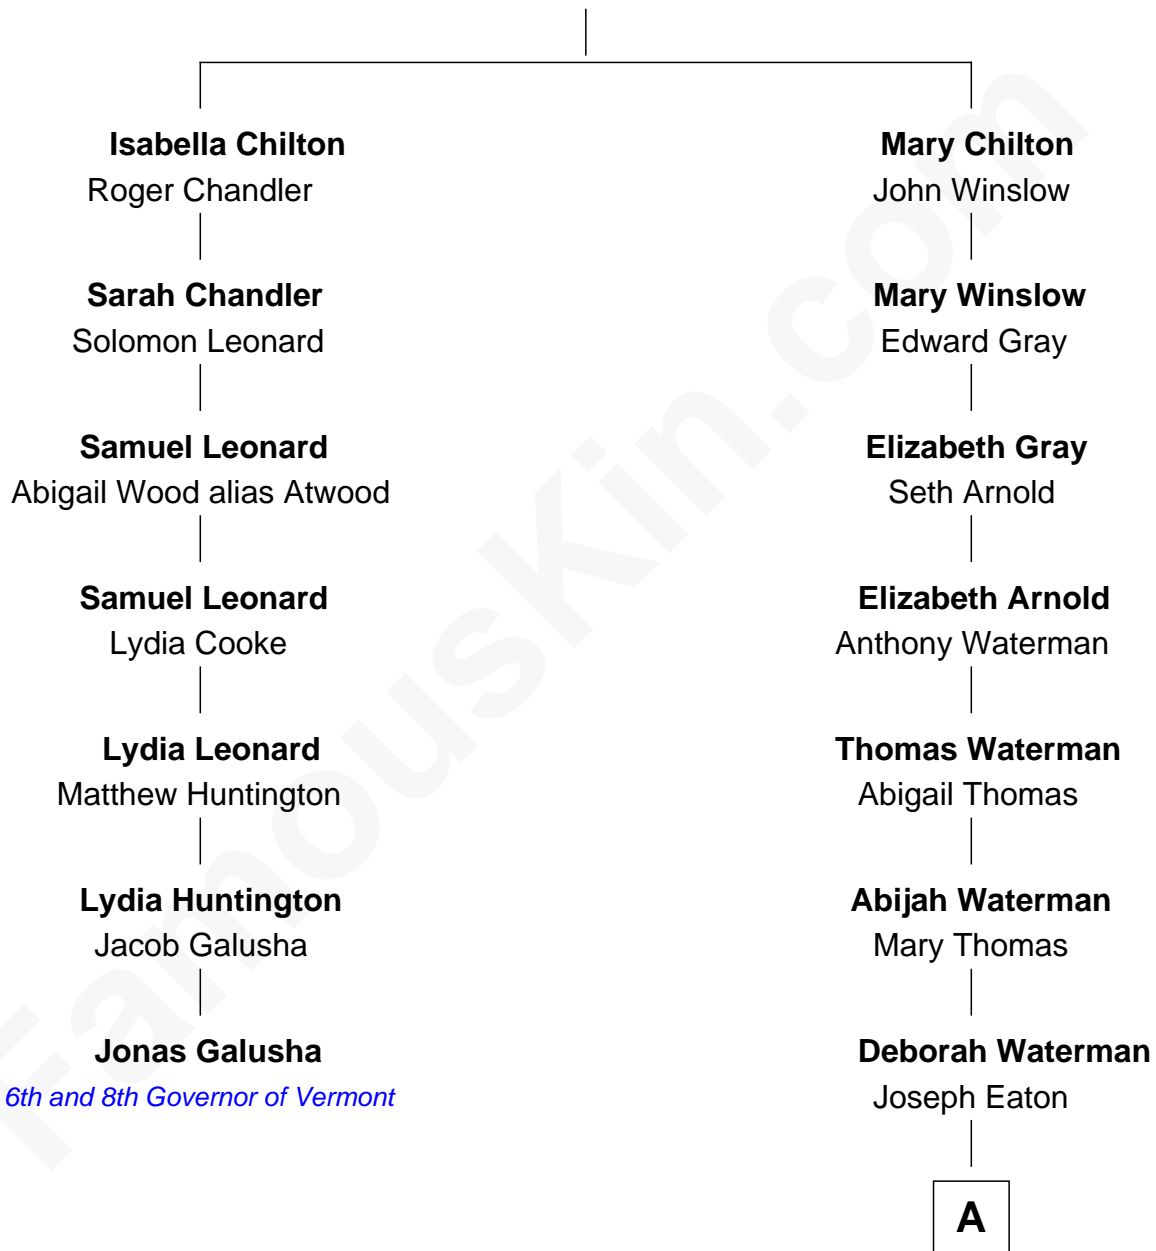 Isabella Chilton
Roger Chandler
Sarah Chandler
Solomon Leonard
Samuel Leonard
Abigail Wood alias Atwood
Samuel Leonard
Lydia Cooke
Lydia Leonard
Matthew Huntington
Lydia Huntington
Jacob Galusha
Jonas Galusha
6th and 8th Governor of Vermont
Mary Chilton
John Winslow
Mary Winslow
Edward Gray
Elizabeth Gray
Seth Arnold
Elizabeth Arnold
Anthony Waterman
Thomas Waterman
Abigail Thomas
Abijah Waterman
Mary Thomas
Deborah Waterman
Joseph Eaton
A
FamousKin.com